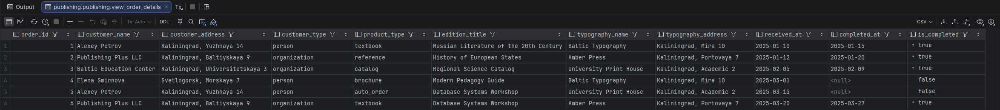 Output publishing.publishing.view_order_details × Tx
Tx: Auto DDL CSV
order_id customer_name customer_address customer_type product_type edition_title typography_name typography_address received_at completed_at is_completed
1 1 Alexey Petrov Kaliningrad, Yuzhnaya 14 person textbook Russian Literature of the 20th Century Baltic Typography Kaliningrad, Mira 10 2025-01-10 2025-01-15 • true
2 2 Publishing Plus LLC Kaliningrad, Baltiyskaya 9 organization reference History of European States Amber Press Kaliningrad, Portovaya 7 2025-01-12 2025-01-20 • true
3 3 Baltic Education Center Kaliningrad, Universitetskaya 3 organization catalog Regional Science Catalog University Print House Kaliningrad, Academic 2 2025-02-05 2025-02-09 • true
4 4 Elena Smirnova Svetlogorsk, Morskaya 7 person brochure Modern Pedagogy Guide Baltic Typography Kaliningrad, Mira 10 2025-03-01 <null> false
5 5 Alexey Petrov Kaliningrad, Yuzhnaya 14 person auto_order Database Systems Workshop University Print House Kaliningrad, Academic 2 2025-03-15 <null> false
6 6 Publishing Plus LLC Kaliningrad, Baltiyskaya 9 organization textbook Database Systems Workshop Amber Press Kaliningrad, Portovaya 7 2025-03-20 2025-03-27 • true